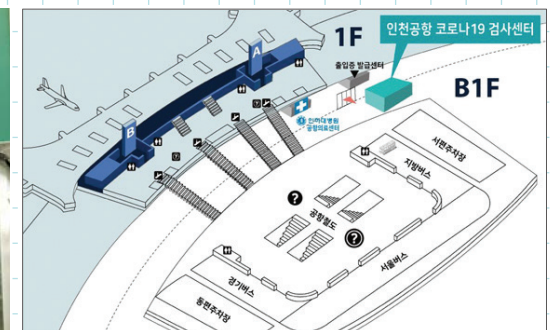 인천공항 코로나19 검사센터
1F
출입증 발급센터
A
B1F
B
인하대병원
공항의료센터
서편주차장
지방버스
?
공항철도
?
서울버스
경기버스
동편주차장